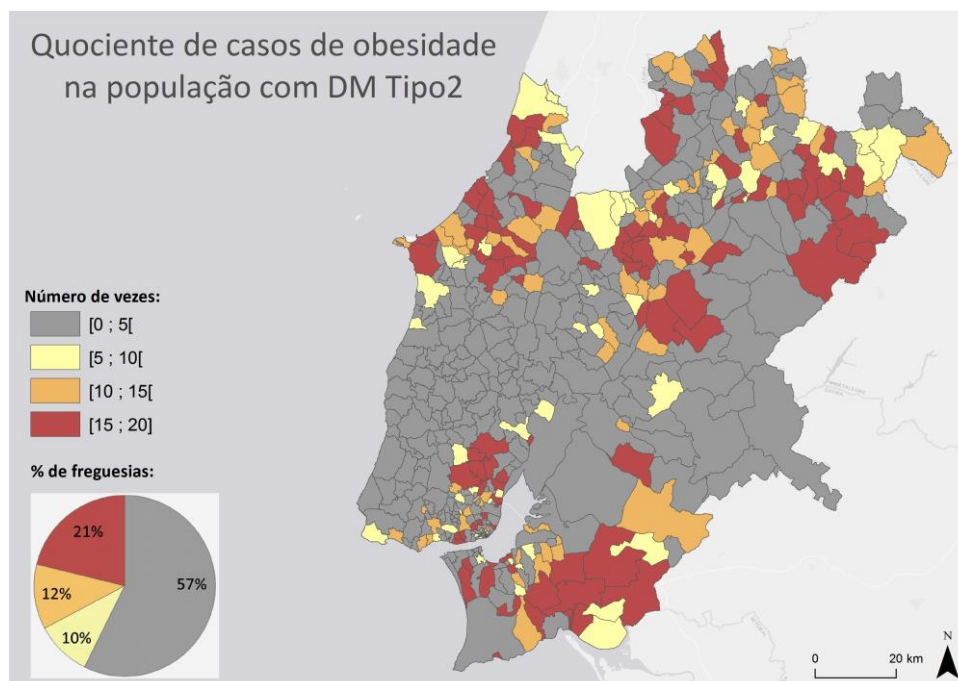 Quociente de casos de obesidade
na população com DM Tipo2
Número de vezes:
[0 ; 5[
[5 ; 10[
[10 ; 15[
[15 ; 20]
% de freguesias:
21%
12%
10%
57%
N
0 20 km